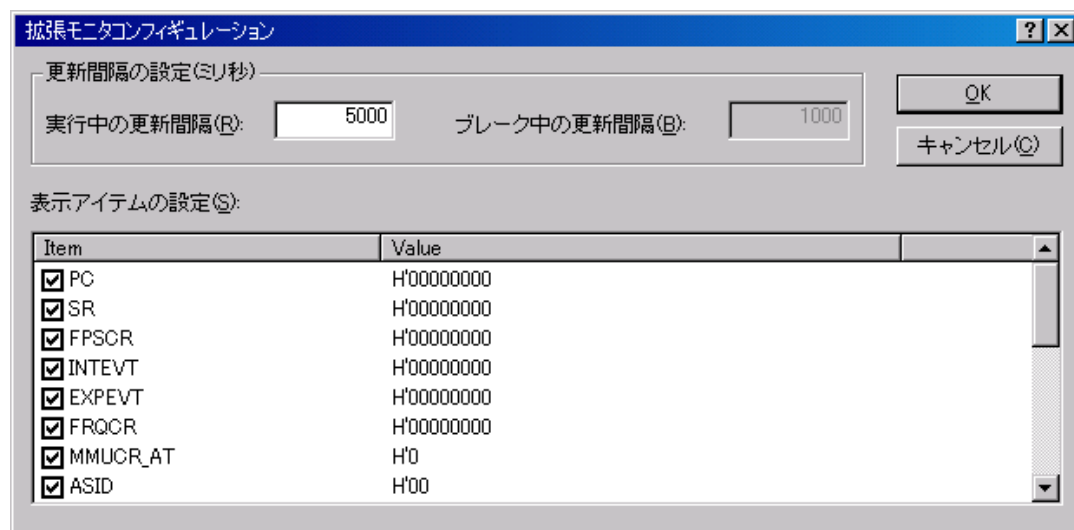 拡張モニタコンフィギュレーション
更新間隔の設定(ミリ秒)
実行中の更新間隔(R): 5000 ブレーク中の更新間隔(B): 1000
OK
キャンセル(C)
表示アイテムの設定(S):
Item Value
PC H'00000000
SR H'00000000
FPSCR H'00000000
INTEVT H'00000000
EXPEVT H'00000000
FRQCR H'00000000
MMUCR_AT H'0
ASID H'00